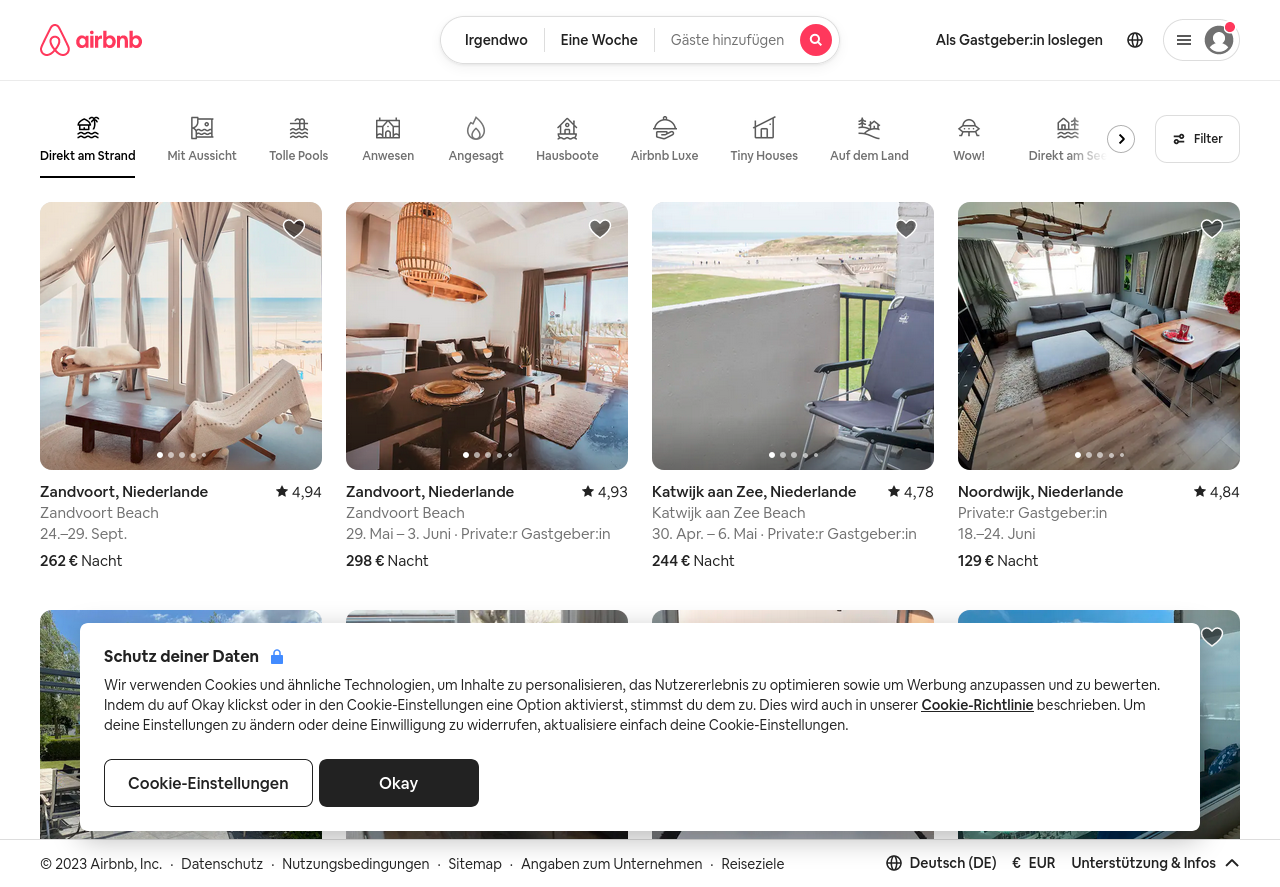 airbnb
Irgendwo
Eine Woche
Gäste hinzufügen
Als Gastgeber:in loslegen
Direkt am Strand
Mit Aussicht
Tolle Pools
Anwesen
Angesagt
Hausboote
Airbnb Luxe
Tiny Houses
Auf dem Land
Wow!
Direkt am See
Filter
Zandvoort, Niederlande
4,94
Zandvoort Beach
24.–29. Sept.
262 € Nacht
Zandvoort, Niederlande
4,93
Zandvoort Beach
29. Mai – 3. Juni · Private:r Gastgeber:in
298 € Nacht
Katwijk aan Zee, Niederlande
4,78
Katwijk aan Zee Beach
30. Apr. – 6. Mai · Private:r Gastgeber:in
244 € Nacht
Noordwijk, Niederlande
4,84
Private:r Gastgeber:in
18.–24. Juni
129 € Nacht
Schutz deiner Daten
Wir verwenden Cookies und ähnliche Technologien, um Inhalte zu personalisieren, das Nutzererlebnis zu optimieren sowie um Werbung anzupassen und zu bewerten.
Indem du auf Okay klickst oder in den Cookie-Einstellungen eine Option aktivierst, stimmst du dem zu. Dies wird auch in unserer Cookie-Richtlinie beschrieben. Um
deine Einstellungen zu ändern oder deine Einwilligung zu widerrufen, aktualisiere einfach deine Cookie-Einstellungen.
Cookie-Einstellungen
Okay
© 2023 Airbnb, Inc. · Datenschutz · Nutzungsbedingungen · Sitemap · Angaben zum Unternehmen · Reiseziele
Deutsch (DE)
€ EUR
Unterstützung & Infos